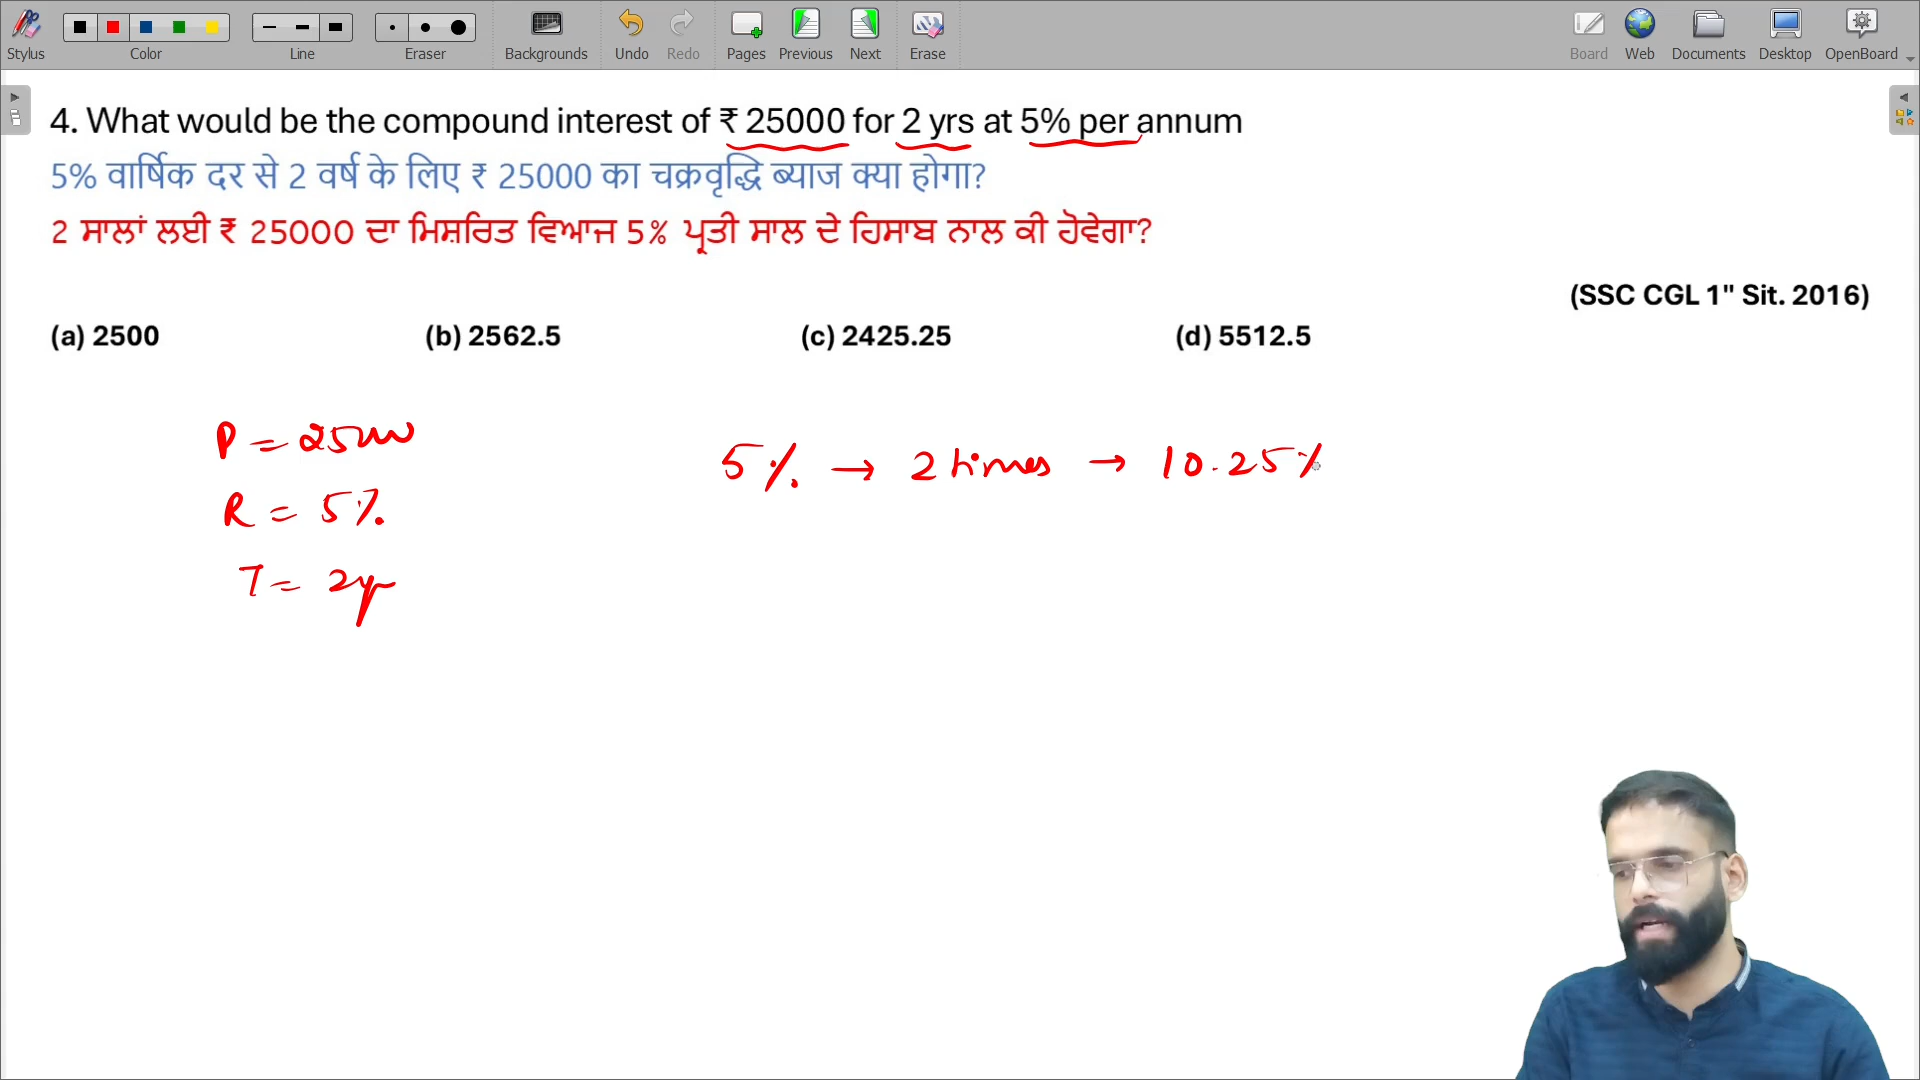 Stylus Color Line Eraser Backgrounds Undo Redo Pages Previous Next Erase Board Web Documents Desktop OpenBoard
4. What would be the compound interest of ₹ 25000 for 2 yrs at 5% per annum
5% वार्षिक दर से 2 वर्ष के लिए ₹ 25000 का चक्रवृद्धि ब्याज क्या होगा?
2 ਸਾਲਾਂ ਲਈ ₹ 25000 ਦਾ ਮਿਸ਼ਰਿਤ ਵਿਆਜ 5% ਪ੍ਰਤੀ ਸਾਲ ਦੇ ਹਿਸਾਬ ਨਾਲ ਕੀ ਹੋਵੇਗਾ?
(SSC CGL 1" Sit. 2016)
(a) 2500 (b) 2562.5 (c) 2425.25 (d) 5512.5
P = 25000
R = 5%
T = 2yr
5% → 2 times → 10.25%